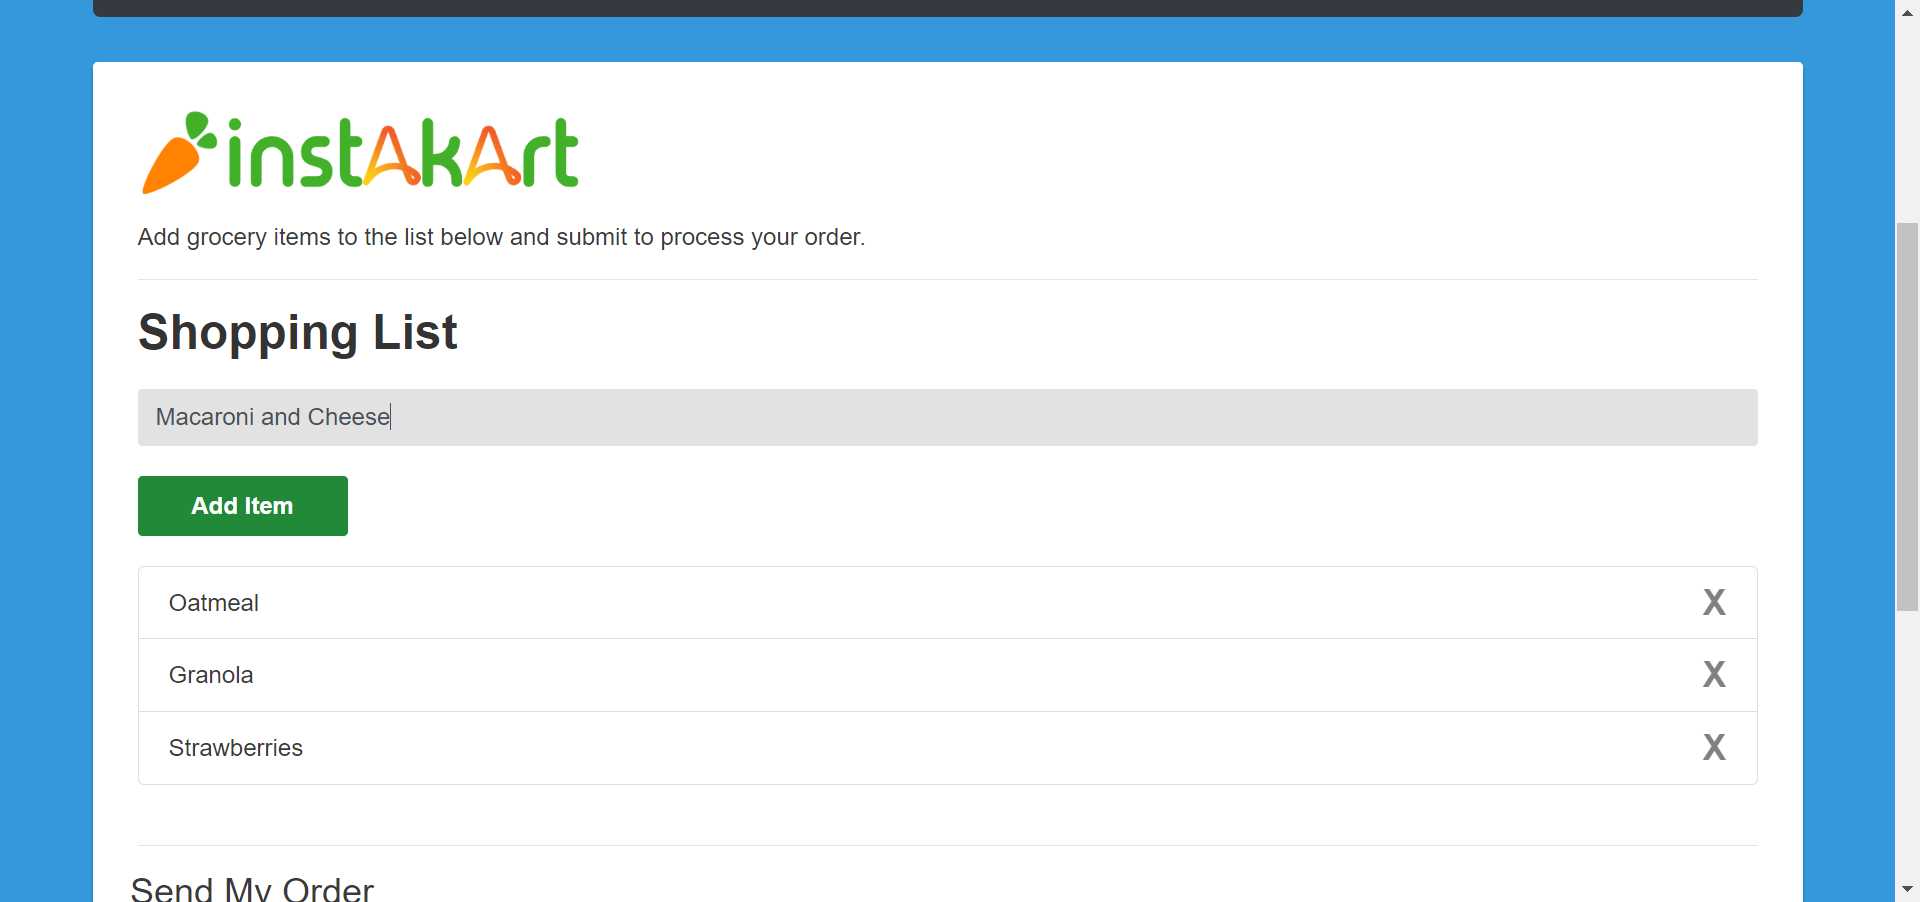 instAkArt
Add grocery items to the list below and submit to process your order.
Shopping List
Macaroni and Cheese
Add Item
Oatmeal X
Granola X
Strawberries X
Send My Order